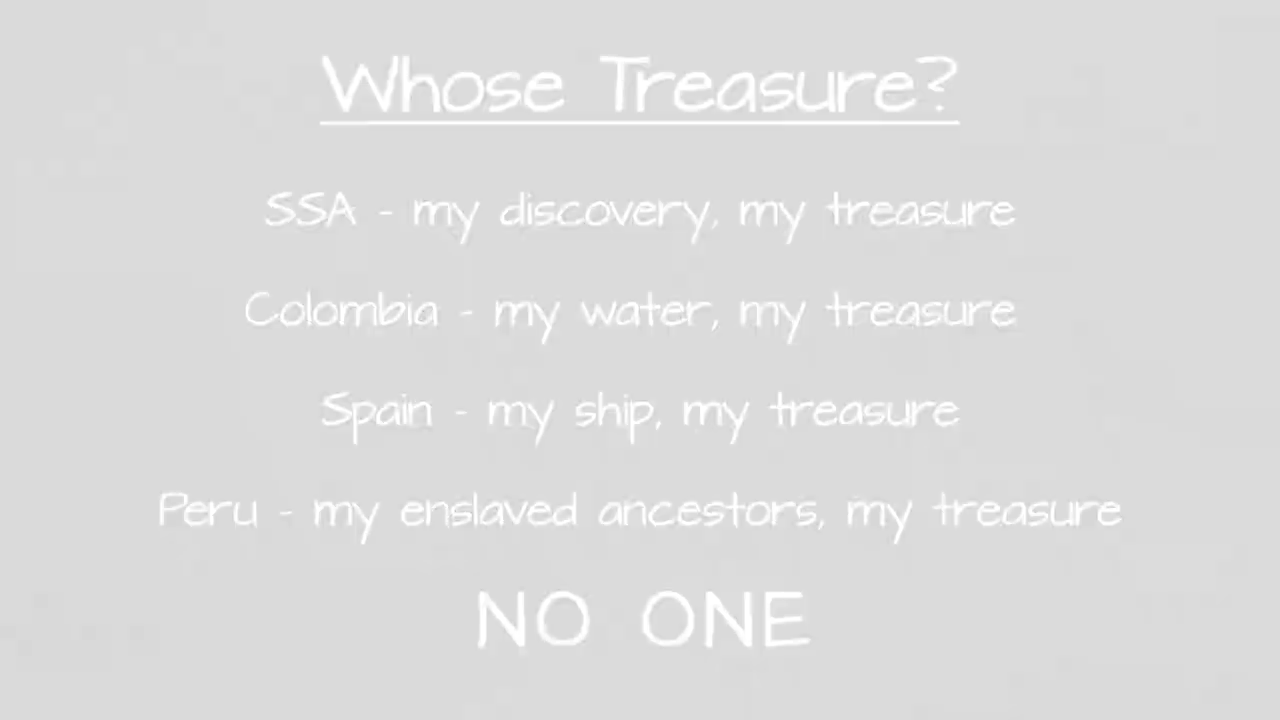 Whose Treasure?
SSA - my discovery, my treasure
Colombia - my water, my treasure
Spain - my ship, my treasure
Peru - my enslaved ancestors, my treasure
NO ONE